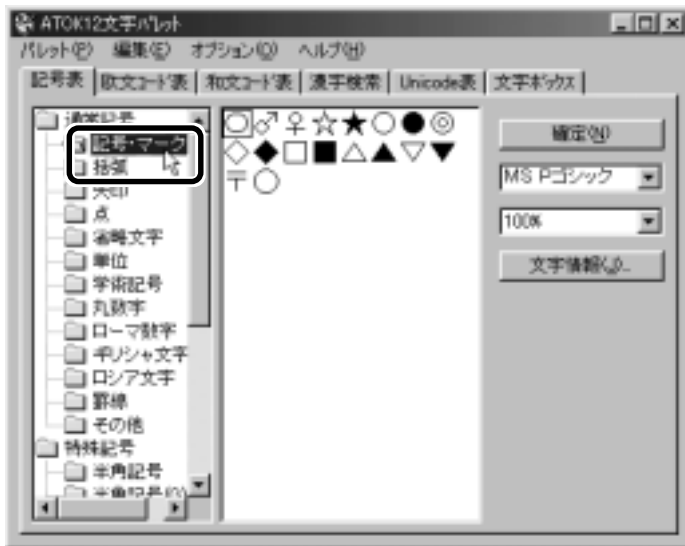 ATOK12文字パレット
パレット(P) 編集(E) オプション(O) ヘルプ(H)
記号表 欧文コード表 和文コード表 漢字検索 Unicode表 文字ボックス
通常記号
記号・マーク
括弧
矢印
点
省略文字
単位
学術記号
丸数字
ローマ数字
ギリシャ文字
ロシア文字
罫線
その他
特殊記号
半角記号
○♂♀☆★○●◎
◇◆□■△▲▽▼
〒◯
確定(N)
MS Pゴシック
100%
文字情報(J)...